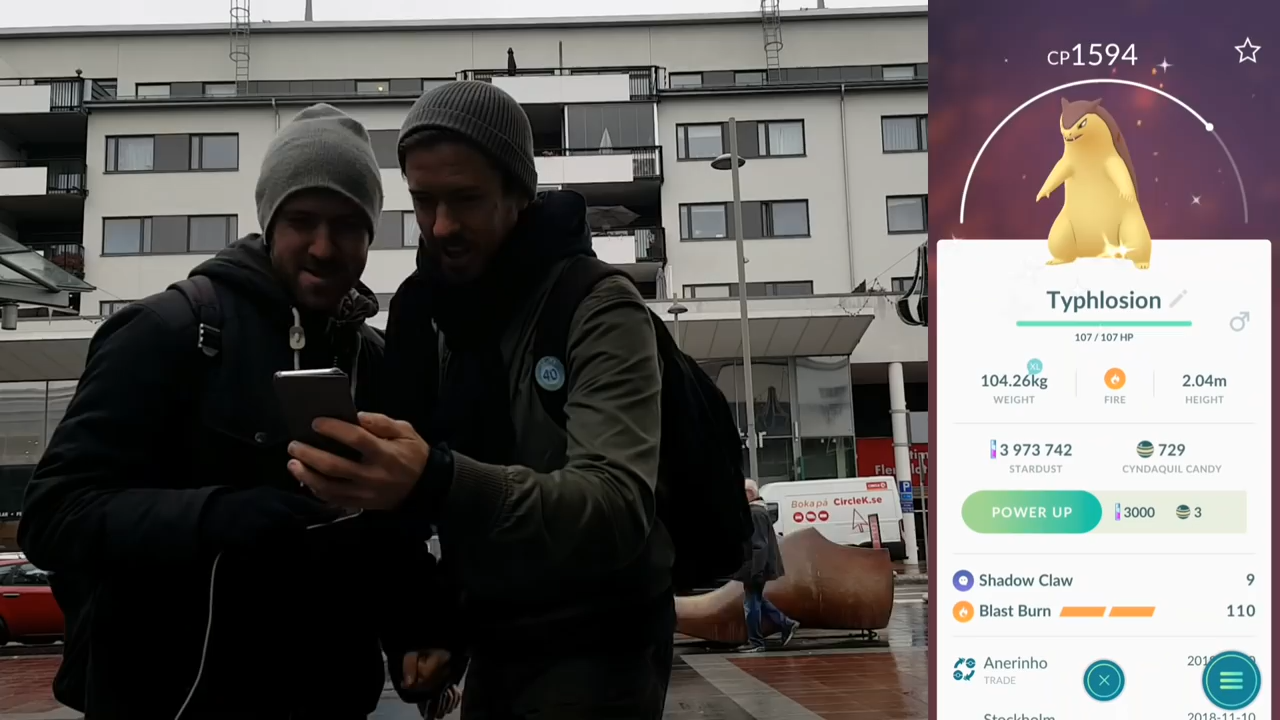 40
Boka på CircleK.se
P
CP1594
Typhlosion
107 / 107 HP
XL
104.26kg
WEIGHT
FIRE
2.04m
HEIGHT
3 973 742
STARDUST
729
CYNDAQUIL CANDY
POWER UP
3000
3
Shadow Claw
9
Blast Burn
110
Anerinho
TRADE
201
Stockholm
2018-11-10